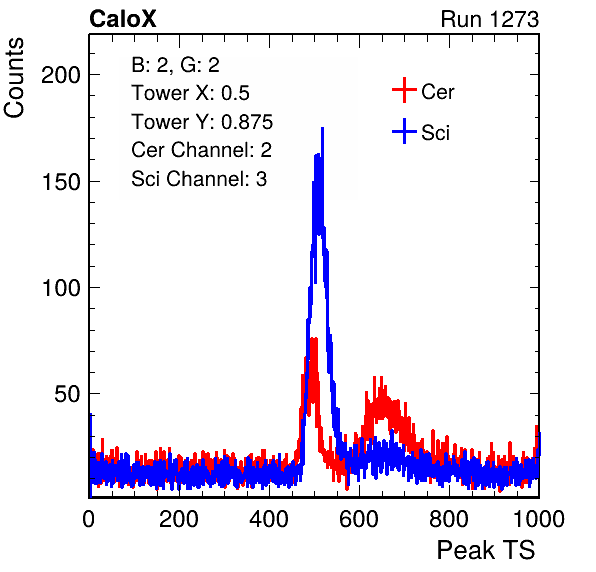 CaloX Run 1273
Counts
B: 2, G: 2
Tower X: 0.5
Tower Y: 0.875
Cer Channel: 2
Sci Channel: 3
Cer
Sci
200
150
100
50
0 200 400 600 800 1000
Peak TS